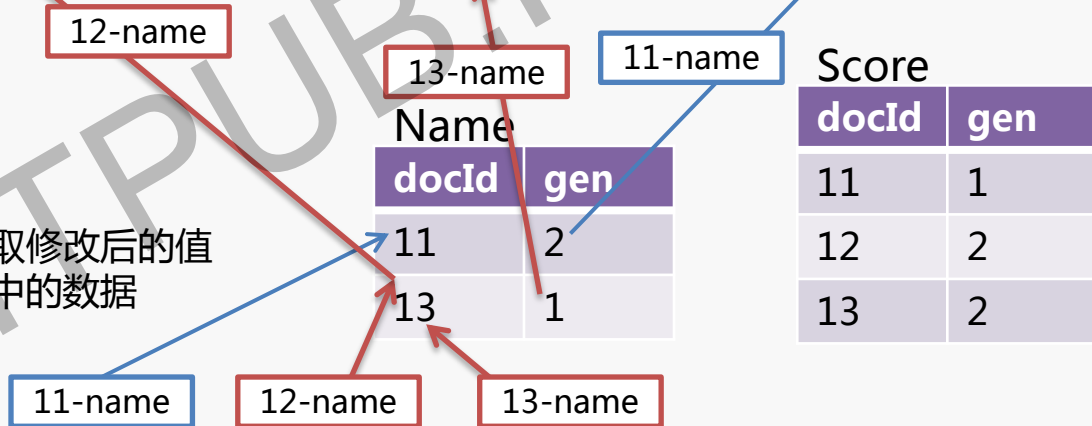 12-name
13-name
11-name
Score
Name
docId gen
11 1
12 2
13 2
docId gen
11 2
13 1
取修改后的值
中的数据
11-name
12-name
13-name
TPUB.